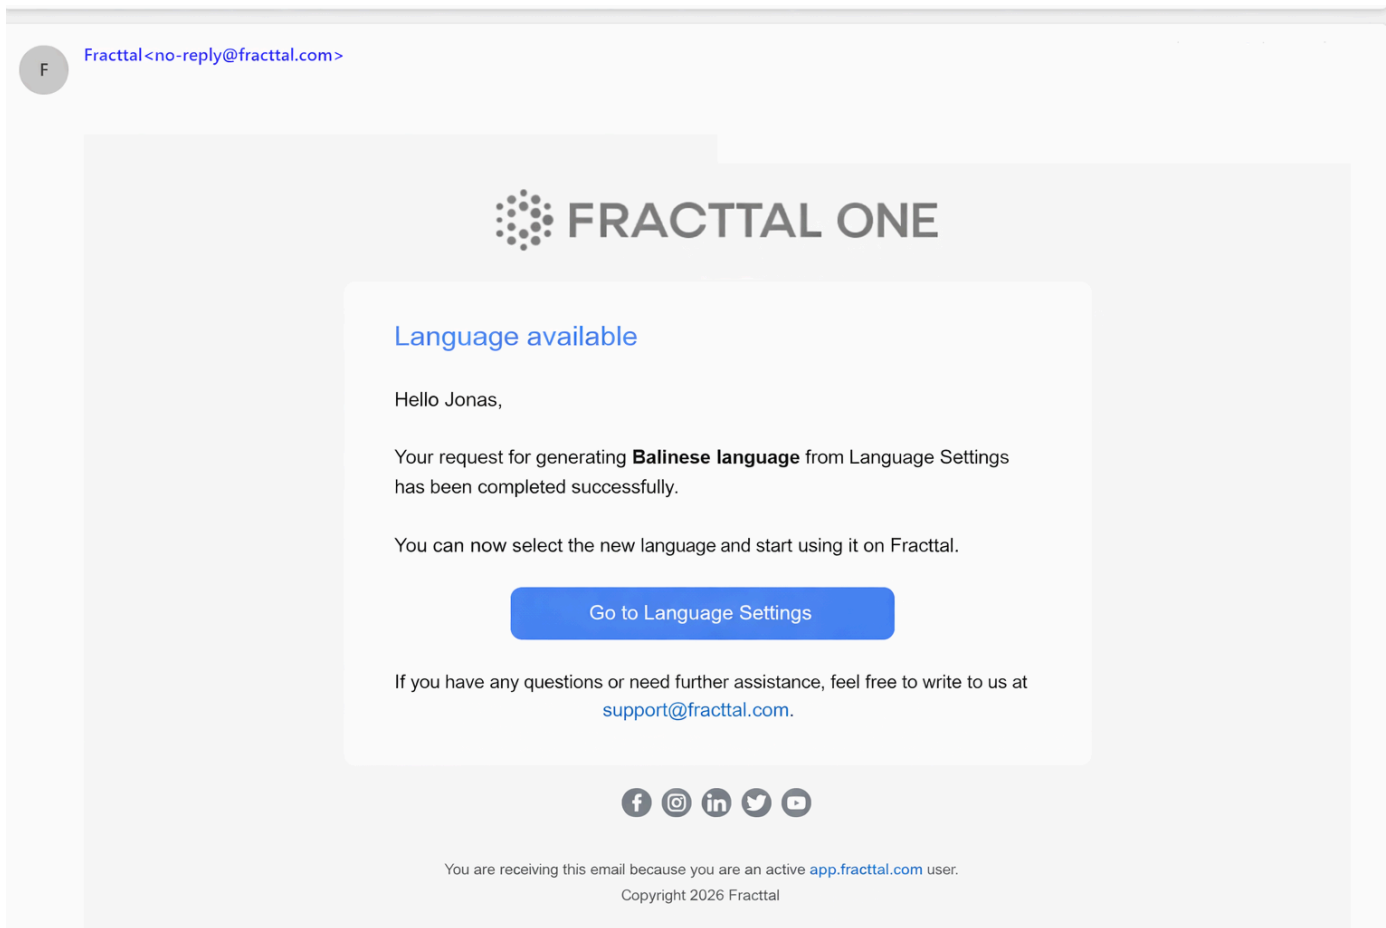 Fracttal<no-reply@fracttal.com>
F
FRACTTAL ONE
Language available
Hello Jonas,
Your request for generating Balinese language from Language Settings
has been completed successfully.
You can now select the new language and start using it on Fracttal.
Go to Language Settings
If you have any questions or need further assistance, feel free to write to us at
support@fracttal.com.
You are receiving this email because you are an active app.fracttal.com user.
Copyright 2026 Fracttal